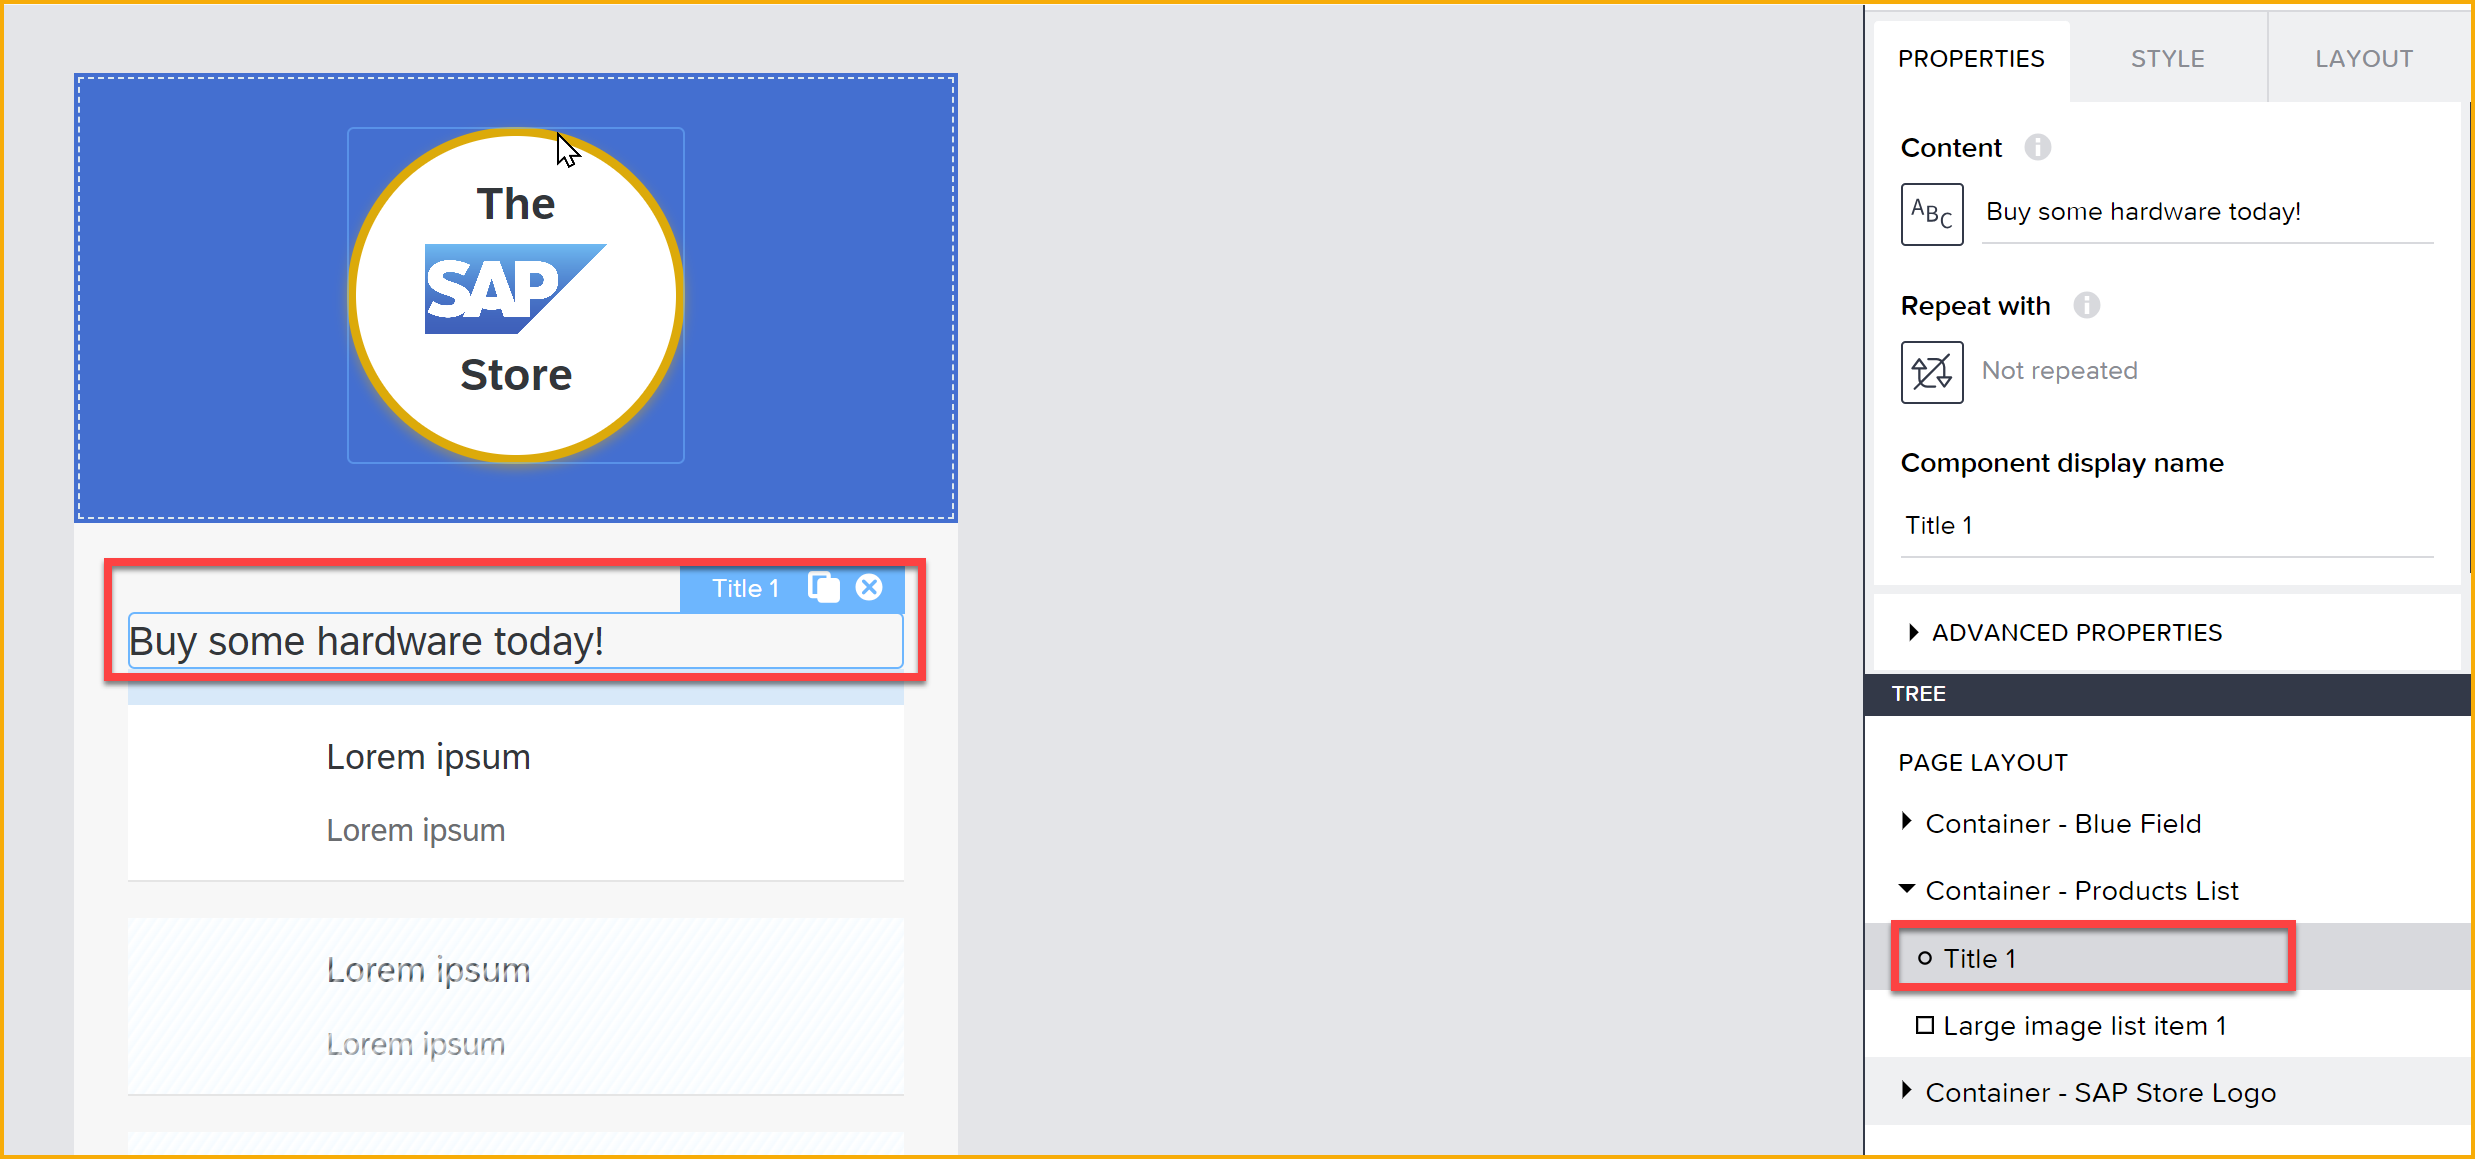 The
SAP
Store
Title 1
Buy some hardware today!
Lorem ipsum
Lorem ipsum
Lorem ipsum
Lorem ipsum
PROPERTIES
STYLE
LAYOUT
Content
ABC
Buy some hardware today!
Repeat with
Not repeated
Component display name
Title 1
ADVANCED PROPERTIES
TREE
PAGE LAYOUT
Container - Blue Field
Container - Products List
Title 1
Large image list item 1
Container - SAP Store Logo